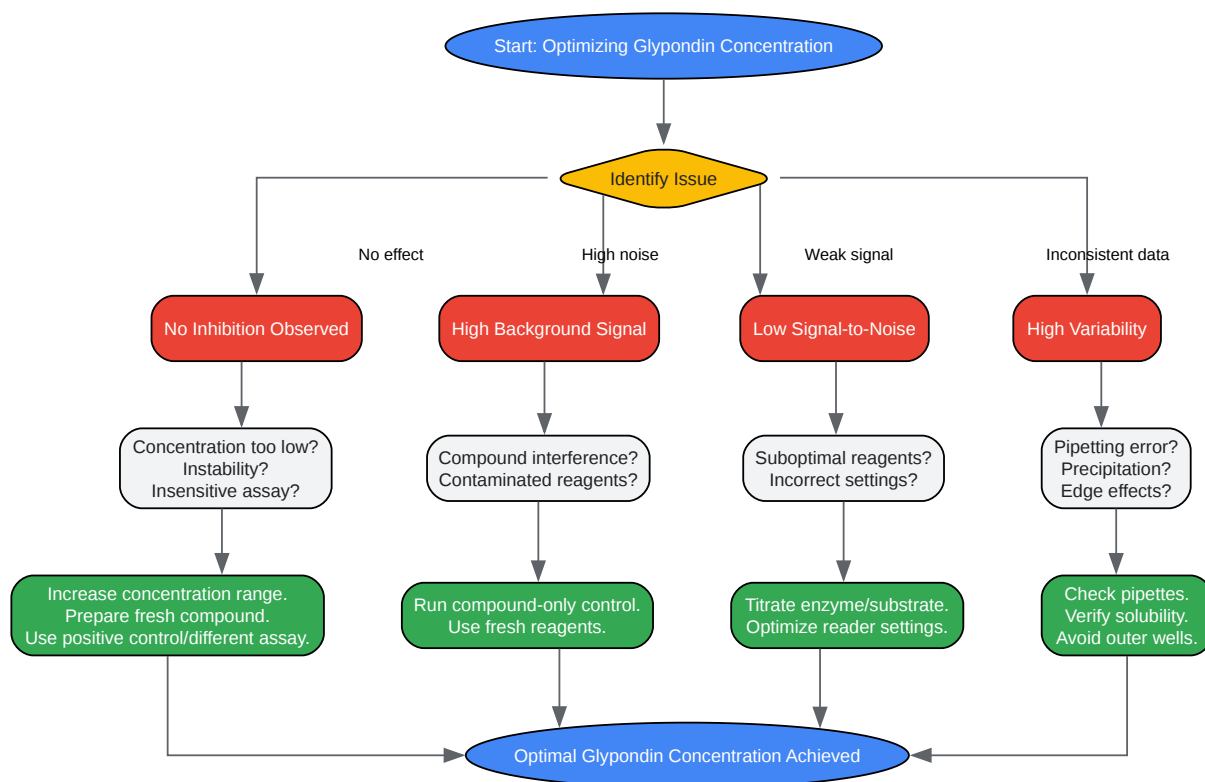 Start: Optimizing Glypondin Concentration
Identify Issue
No effect
High noise
Weak signal
Inconsistent data
No Inhibition Observed
High Background Signal
Low Signal-to-Noise
High Variability
Concentration too low?
Instability?
Insensitive assay?
Compound interference?
Contaminated reagents?
Suboptimal reagents?
Incorrect settings?
Pipetting error?
Precipitation?
Edge effects?
Increase concentration range.
Prepare fresh compound.
Use positive control/different assay.
Run compound-only control.
Use fresh reagents.
Titrate enzyme/substrate.
Optimize reader settings.
Check pipettes.
Verify solubility.
Avoid outer wells.
Optimal Glypondin Concentration Achieved